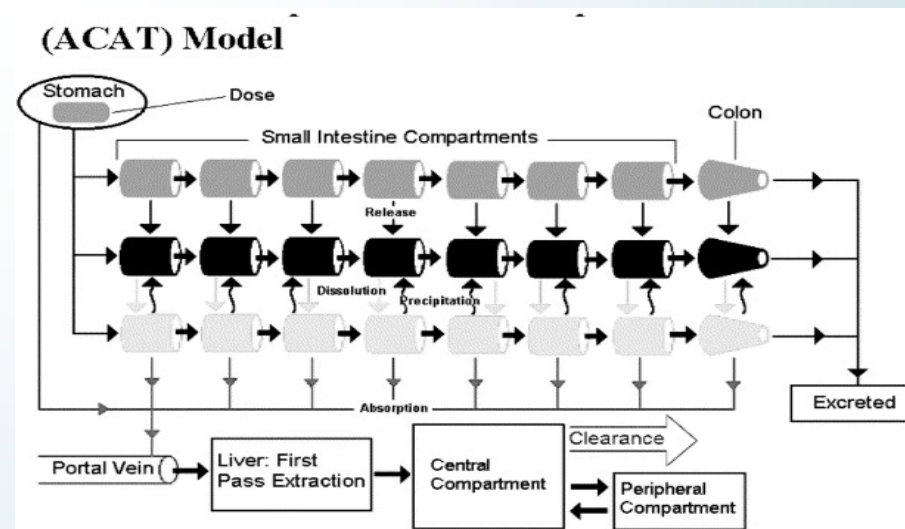 (ACAT) Model
Stomach
Dose
Small Intestine Compartments
Colon
Release
Dissolution
Precipitation
Absorption
Excreted
Portal Vein
Liver: First
Pass Extraction
Central
Compartment
Clearance
Peripheral
Compartment